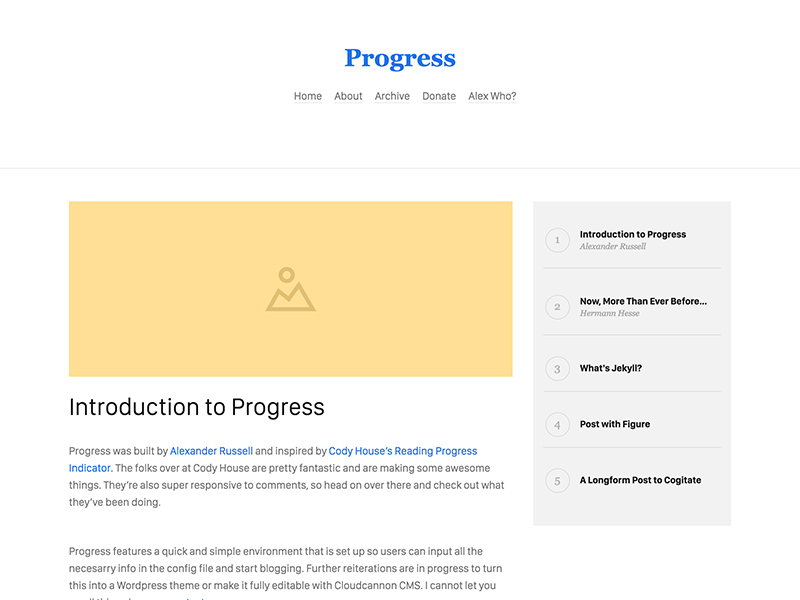 Progress
Home About Archive Donate Alex Who?
Introduction to Progress
Progress was built by Alexander Russell and inspired by Cody House's Reading Progress
Indicator. The folks over at Cody House are pretty fantastic and are making some awesome
things. They're also super responsive to comments, so head on over there and check out what
they've been doing.
Progress features a quick and simple environment that is set up so users can input all the
necesarry info in the config file and start blogging. Further reiterations are in progress to turn
this into a Wordpress theme or make it fully editable with Cloudcannon CMS. I cannot let you
1 Introduction to Progress
Alexander Russell
2 Now, More Than Ever Before...
Hermann Hesse
3 What's Jekyll?
4 Post with Figure
5 A Longform Post to Cogitate